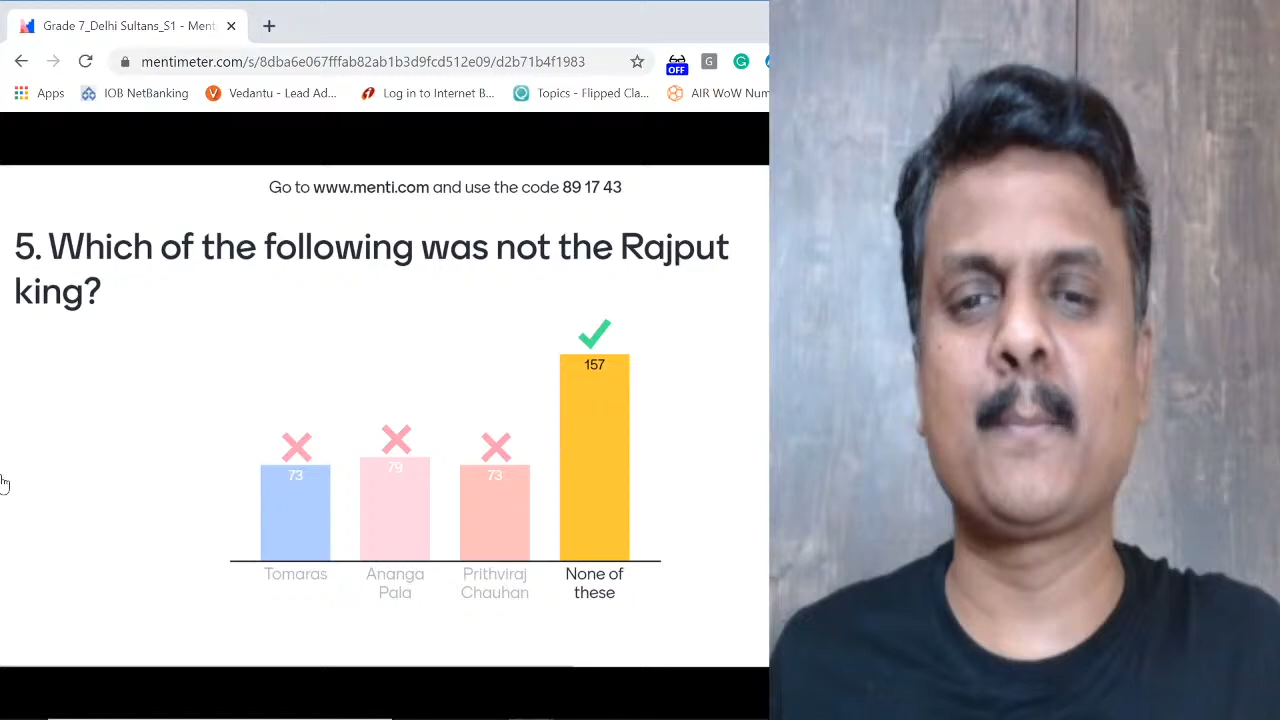 Grade 7_Delhi Sultans_S1 - Ment
mentimeter.com/s/8dba6e067fffab82ab1b3d9fcd512e09/d2b71b4f1983
OFF
G
G
Apps
IOB NetBanking
V
Vedantu - Lead Ad...
Log in to Internet B...
Topics - Flipped Cla...
AIR WoW Num
Go to www.menti.com and use the code 89 17 43
5. Which of the following was not the Rajput
king?
157
73
79
73
Tomaras
Ananga
Pala
Prithviraj
Chauhan
None of
these